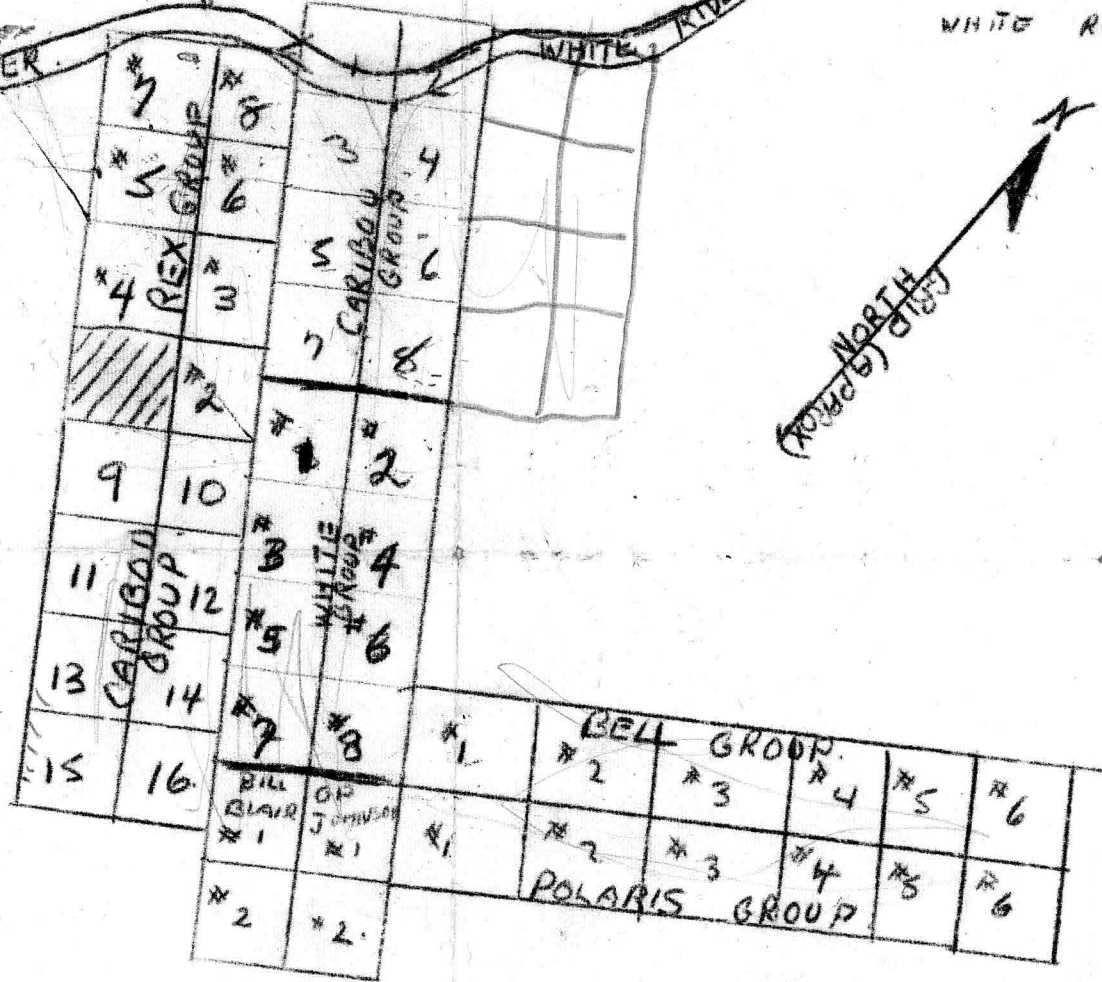 WHITE R
ER
WHITE RIVE
#7 #8
#5 #6
#4 #3
#2
REX GROUP
3 4
5 6
7 8
CARIBOU GROUP
NORTH
GRID (APPROX)
#1 #2
#3 #4
#5 #6
#7 #8
WHITE GROUP
9 10
11 12
13 14
15 16
CARIBOU GROUP
BILL BLAIR
#1
#2
OP JOHNSON
#1
#2
BELL GROUP
#1 #2 #3 #4 #5 #6
#1 #2 #3 #4 #5 #6
POLARIS GROUP